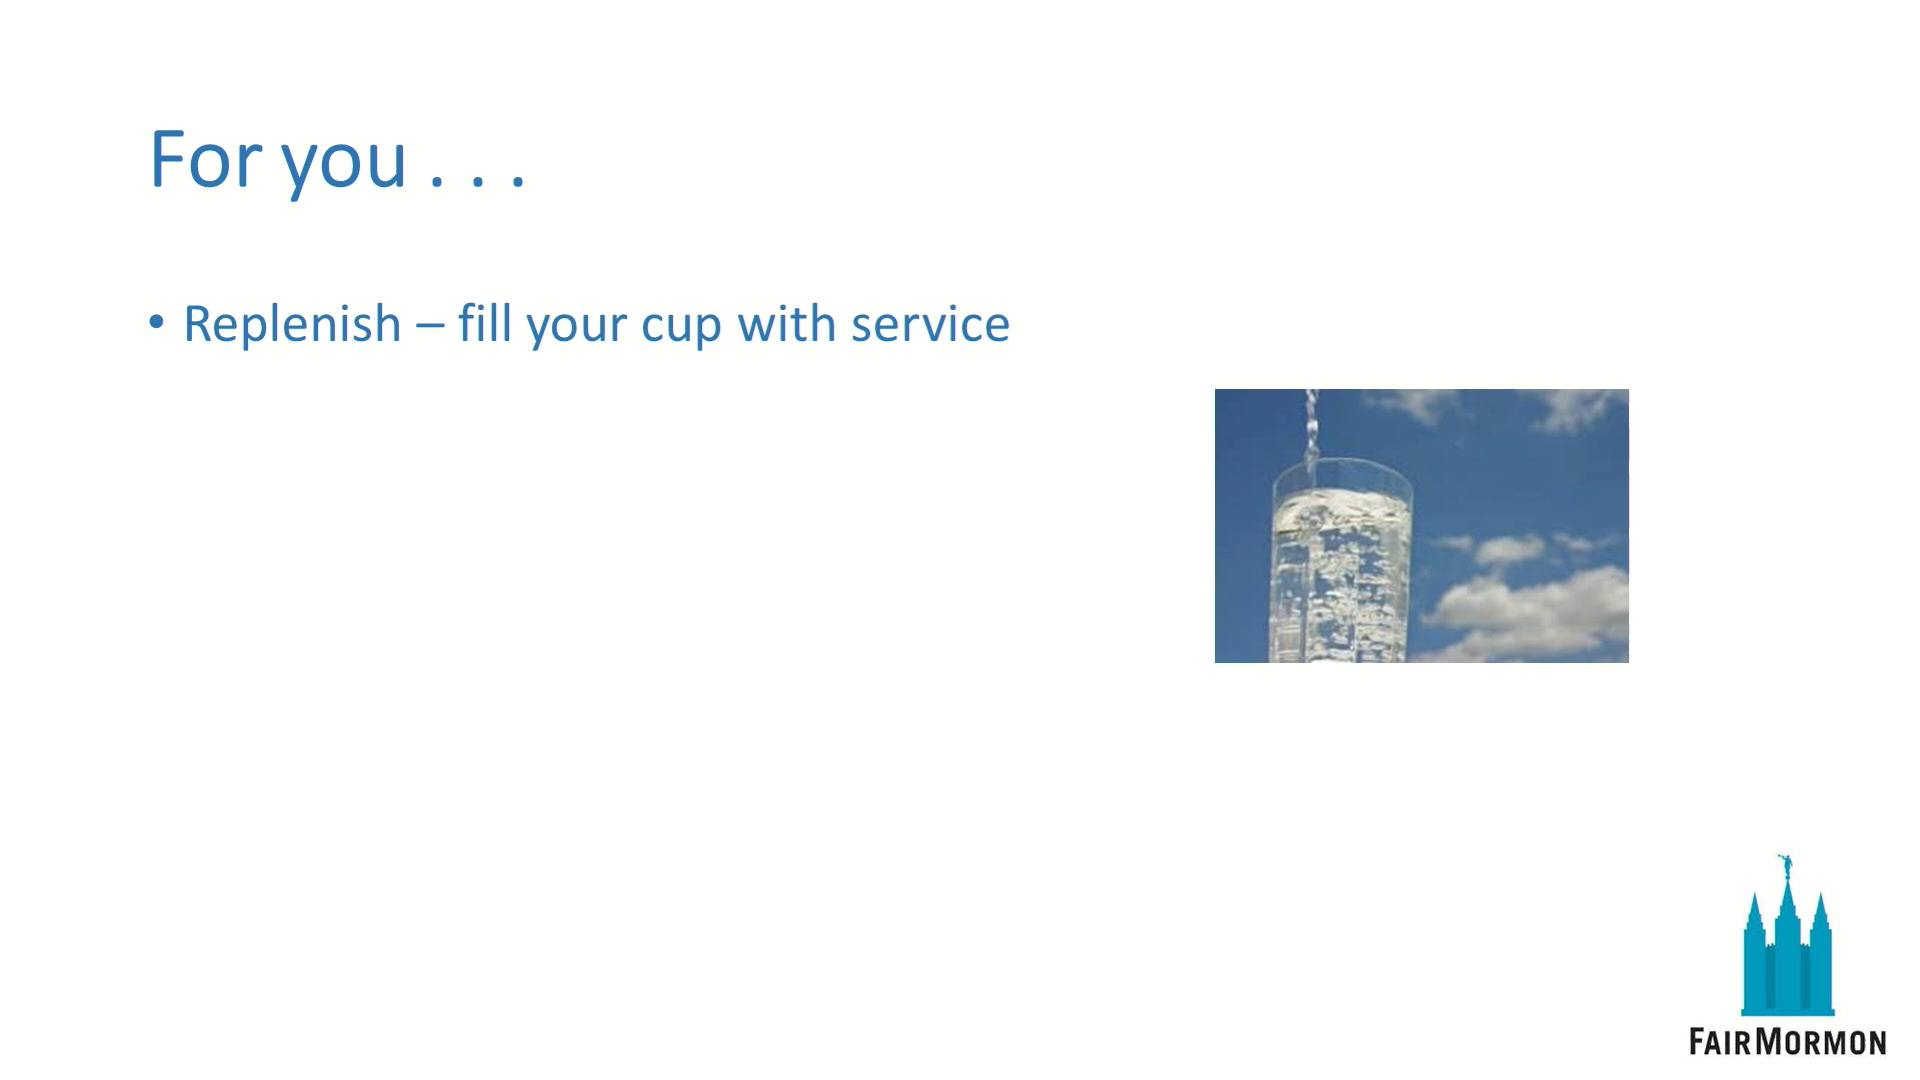 For you . . .
• Replenish – fill your cup with service
FAIRMORMON